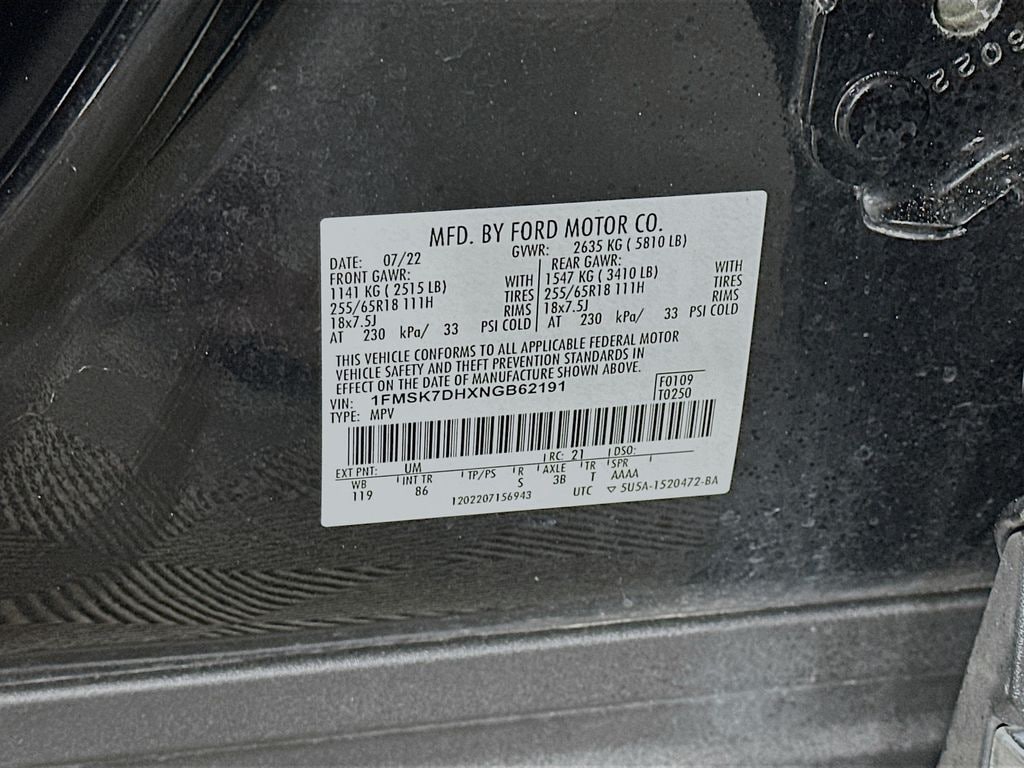 6022
MFD. BY FORD MOTOR CO.
DATE: 07/22 GVWR: 2635 KG ( 5810 LB)
FRONT GAWR: WITH REAR GAWR: WITH
1141 KG ( 2515 LB) TIRES 1547 KG ( 3410 LB) TIRES
255/65R18 111H RIMS 255/65R18 111H RIMS
18x7.5J 18x7.5J
AT 230 kPa/ 33 PSI COLD AT 230 kPa/ 33 PSI COLD
THIS VEHICLE CONFORMS TO ALL APPLICABLE FEDERAL MOTOR
VEHICLE SAFETY AND THEFT PREVENTION STANDARDS IN
EFFECT ON THE DATE OF MANUFACTURE SHOWN ABOVE.
VIN: 1FMSK7DHXNGB62191 F0109
TYPE: MPV T0250
EXT PNT: UM RC: 21 DSO:
WB INT TR TP/PS R AXLE TR SPR
119 86 S 3B T AAAA
1202207156943 UTC ▽ 5U5A-1520472-BA